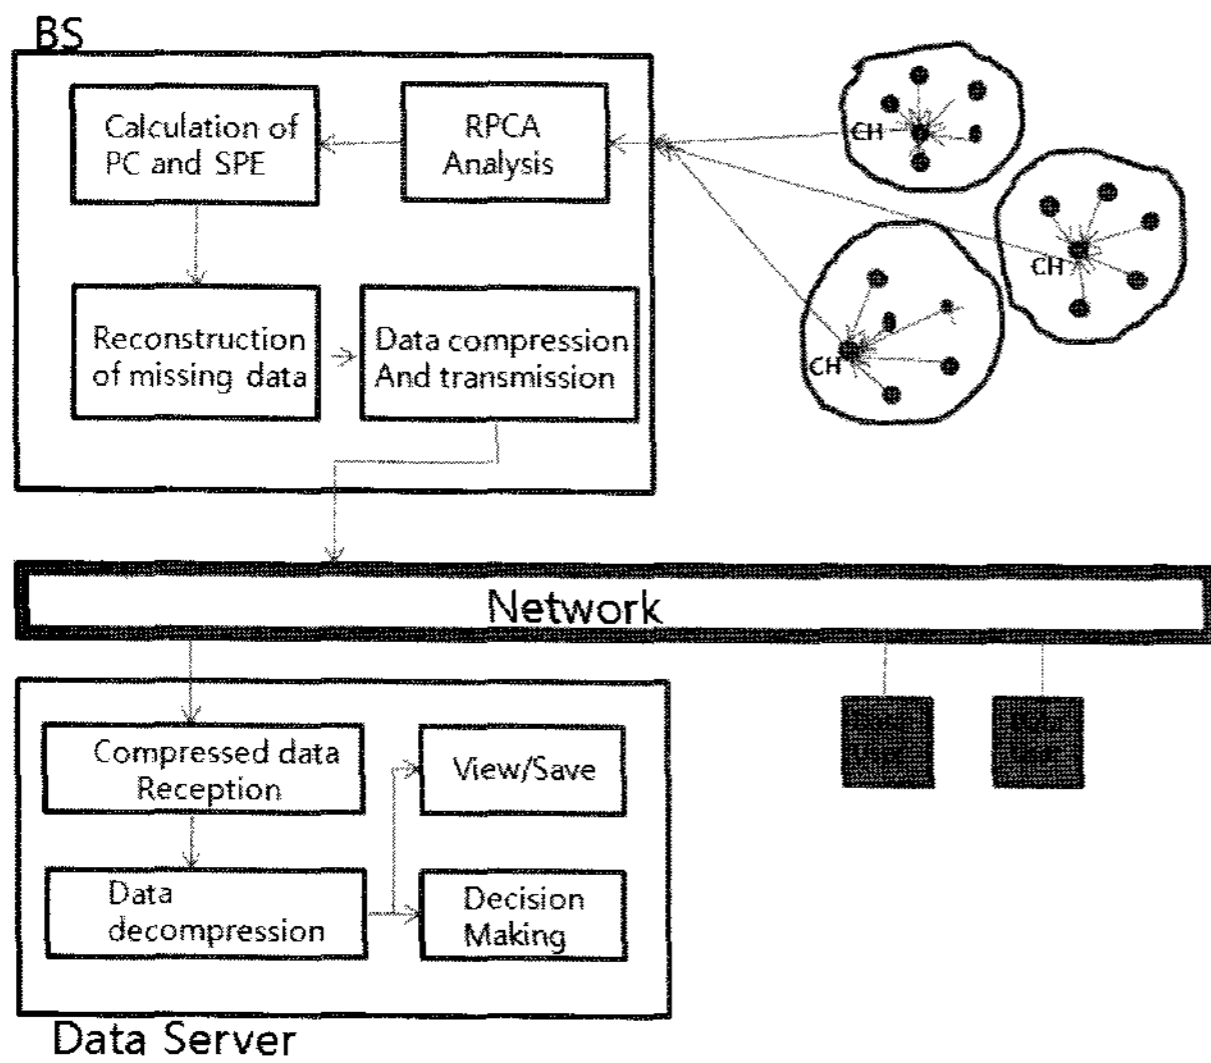 BS
Calculation of
PC and SPE
RPCA
Analysis
Reconstruction
of missing data
Data compression
And transmission
CH
CH
CH
Network
Compressed data
Reception
View/Save
Data
decompression
Decision
Making
Data Server